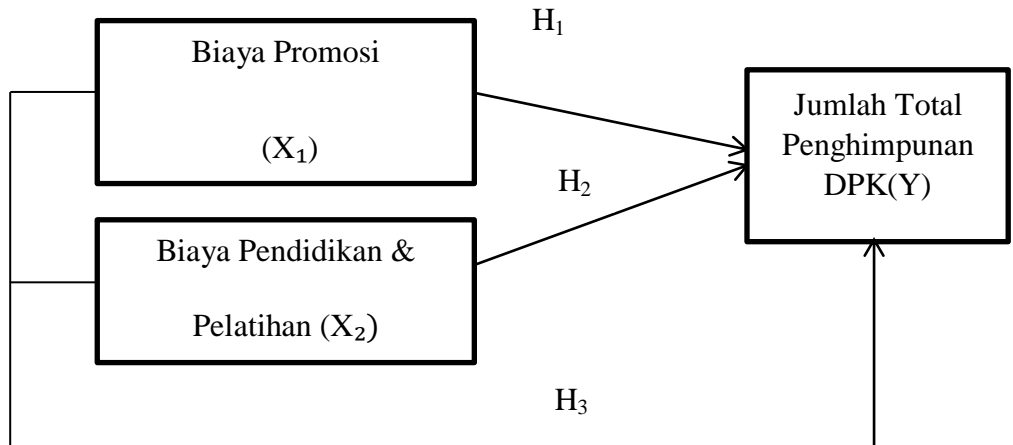 H₁
Biaya Promosi
(X₁)
Jumlah Total
Penghimpunan
DPK(Y)
H₂
Biaya Pendidikan &
Pelatihan (X₂)
H₃